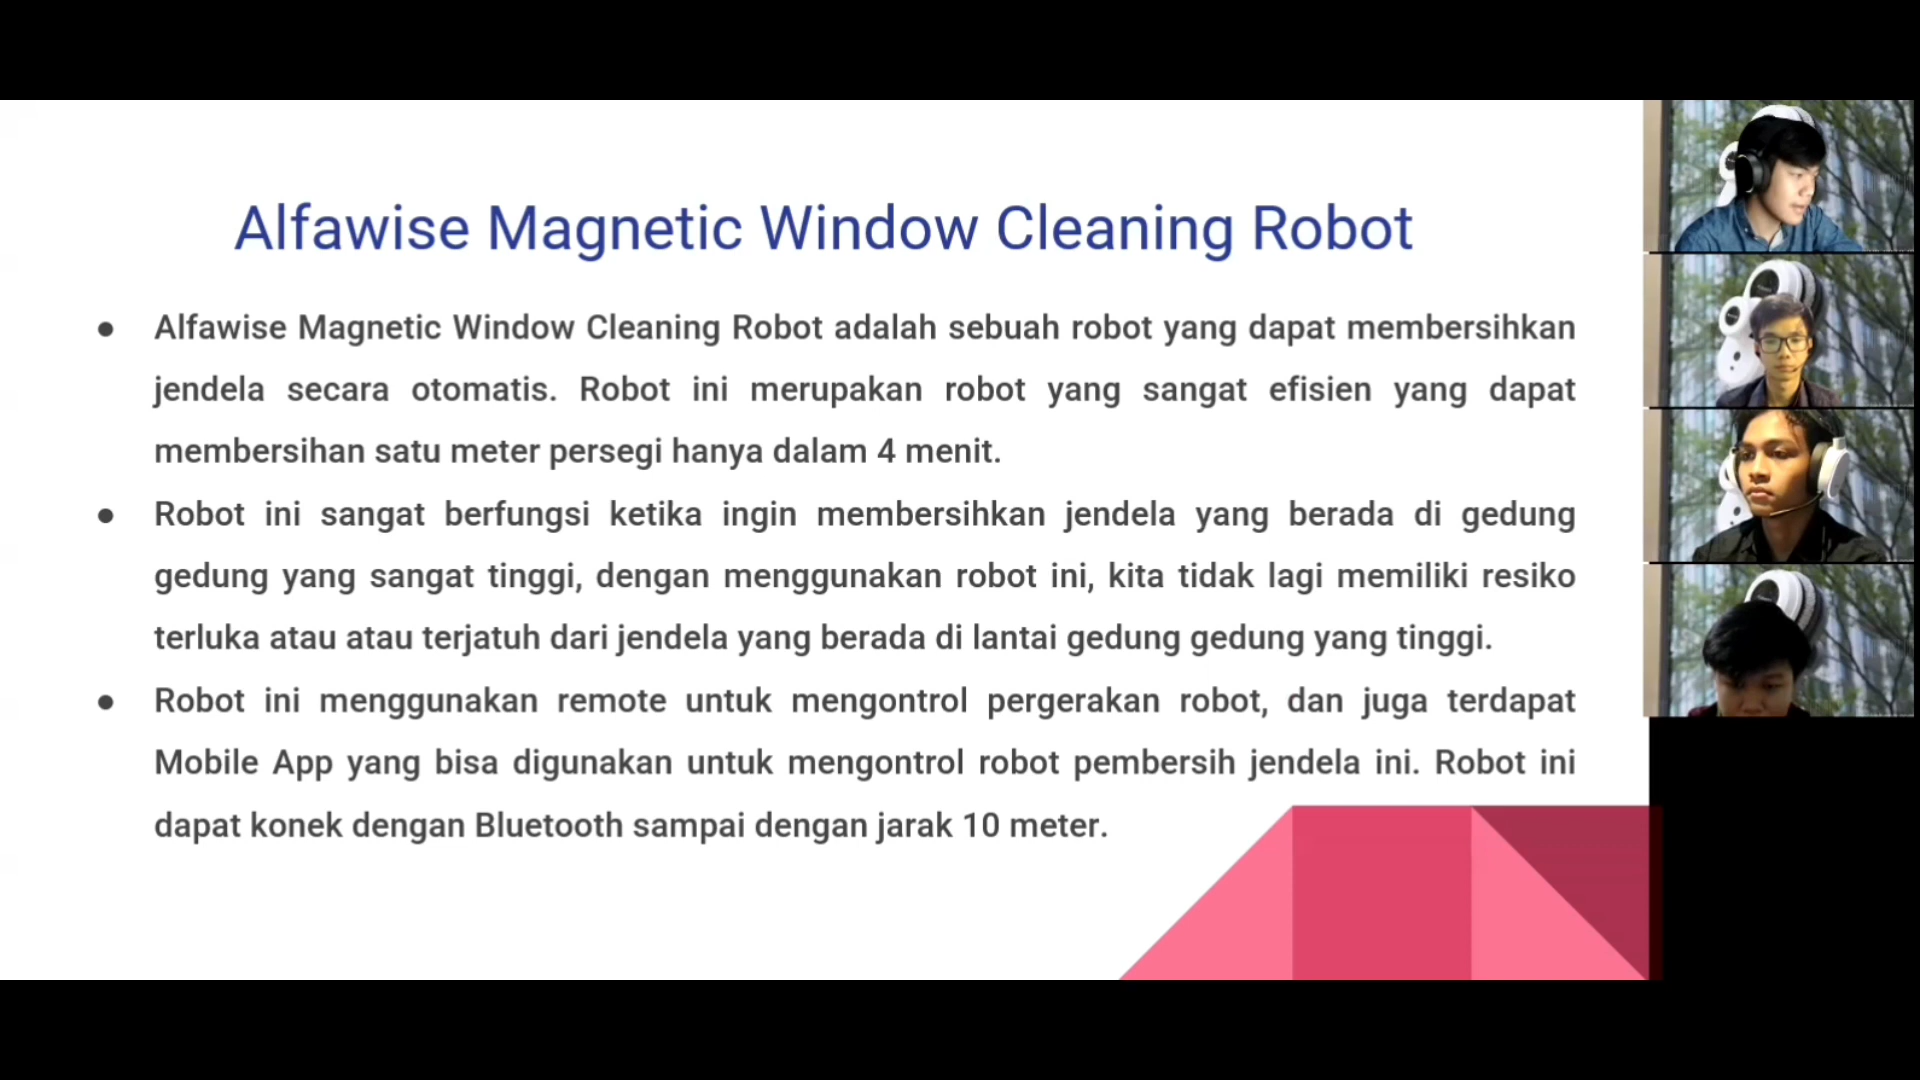 Alfawise Magnetic Window Cleaning Robot
● Alfawise Magnetic Window Cleaning Robot adalah sebuah robot yang dapat membersihkan
jendela secara otomatis. Robot ini merupakan robot yang sangat efisien yang dapat
membersihan satu meter persegi hanya dalam 4 menit.
● Robot ini sangat berfungsi ketika ingin membersihkan jendela yang berada di gedung
gedung yang sangat tinggi, dengan menggunakan robot ini, kita tidak lagi memiliki resiko
terluka atau atau terjatuh dari jendela yang berada di lantai gedung gedung yang tinggi.
● Robot ini menggunakan remote untuk mengontrol pergerakan robot, dan juga terdapat
Mobile App yang bisa digunakan untuk mengontrol robot pembersih jendela ini. Robot ini
dapat konek dengan Bluetooth sampai dengan jarak 10 meter.